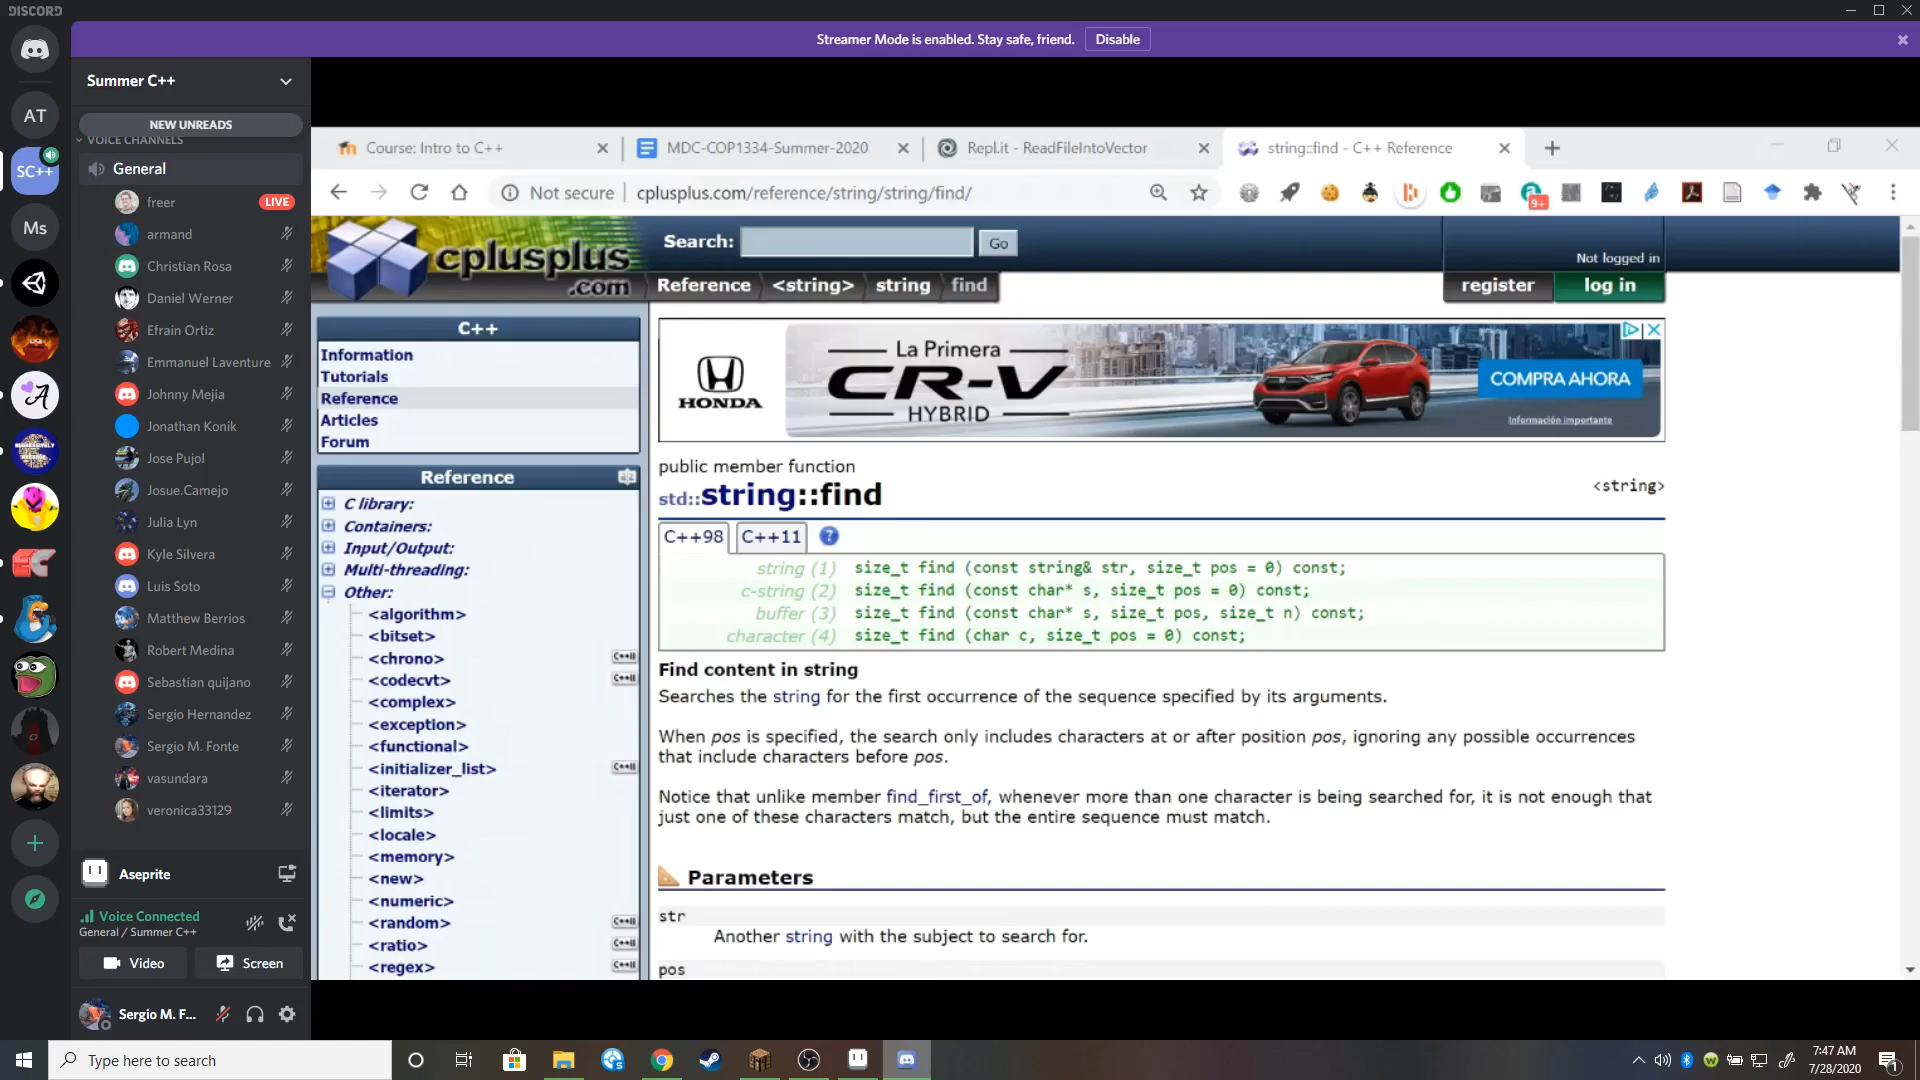 DISCORD
Streamer Mode is enabled. Stay safe, friend. Disable
Summer C++
NEW UNREADS
VOICE CHANNELS
General
freer LIVE
armand
Christian Rosa
Daniel Werner
Efrain Ortiz
Emmanuel Laventure
Johnny Mejia
Jonathan Konik
Jose Pujol
Josue.Camejo
Julia Lyn
Kyle Silvera
Luis Soto
Matthew Berrios
Robert Medina
Sebastian quijano
Sergio Hernandez
Sergio M. Fonte
vasundara
veronica33129
AT
SC++
Ms
Aseprite
Voice Connected
General / Summer C++
Video Screen
Sergio M. F...
Course: Intro to C++ MDC-COP1334-Summer-2020 Repl.it - ReadFileIntoVector string::find - C++ Reference
Not secure cplusplus.com/reference/string/string/find/
9+
cplusplus
.com
Search: Go
Not logged in
Reference <string> string find register log in
C++
Information
Tutorials
Reference
Articles
Forum
Reference
C library:
Containers:
Input/Output:
Multi-threading:
Other:
<algorithm>
<bitset>
<chrono>
<codecvt>
<complex>
<exception>
<functional>
<initializer_list>
<iterator>
<limits>
<locale>
<memory>
<new>
<numeric>
<random>
<ratio>
<regex>
HONDA
La Primera
CR-V
HYBRID
COMPRA AHORA
Información importante
public member function
std::string::find <string>
C++98 C++11 ?
string (1) size_t find (const string& str, size_t pos = 0) const;
c-string (2) size_t find (const char* s, size_t pos = 0) const;
buffer (3) size_t find (const char* s, size_t pos, size_t n) const;
character (4) size_t find (char c, size_t pos = 0) const;
Find content in string
Searches the string for the first occurrence of the sequence specified by its arguments.
When pos is specified, the search only includes characters at or after position pos, ignoring any possible occurrences
that include characters before pos.
Notice that unlike member find_first_of, whenever more than one character is being searched for, it is not enough that
just one of these characters match, but the entire sequence must match.
Parameters
str
Another string with the subject to search for.
pos
Type here to search
7:47 AM
7/28/2020
1